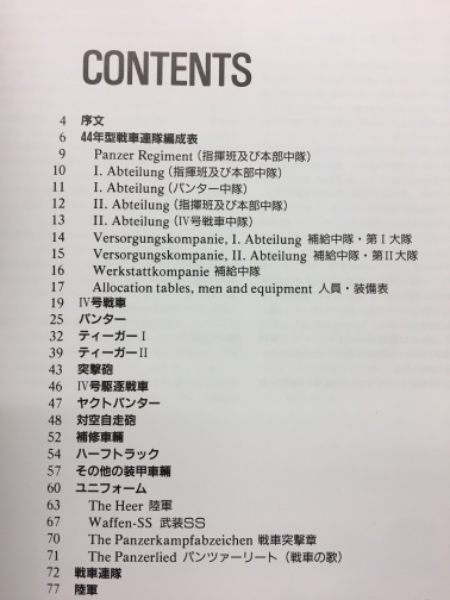 CONTENTS
4 序文
6 44年型戦車連隊編成表
9 Panzer Regiment (指揮班及び本部中隊)
10 I. Abteilung (指揮班及び本部中隊)
11 I. Abteilung (パンター中隊)
12 II. Abteilung (指揮班及び本部中隊)
13 II. Abteilung (IV号戦車中隊)
14 Versorgungskompanie, I. Abteilung 補給中隊・第I大隊
15 Versorgungskompanie, II. Abteilung 補給中隊・第II大隊
16 Werkstattkompanie 補給中隊
17 Allocation tables, men and equipment 人員・装備表
19 IV号戦車
25 パンター
32 ティーガーI
39 ティーガーII
43 突撃砲
46 IV号駆逐戦車
47 ヤクトパンター
48 対空自走砲
52 補修車輛
54 ハーフトラック
57 その他の装甲車輛
60 ユニフォーム
63 The Heer 陸軍
67 Waffen-SS 武装SS
70 The Panzerkampfabzeichen 戦車突撃章
71 The Panzerlied パンツァーリート (戦車の歌)
72 戦車連隊
77 陸軍